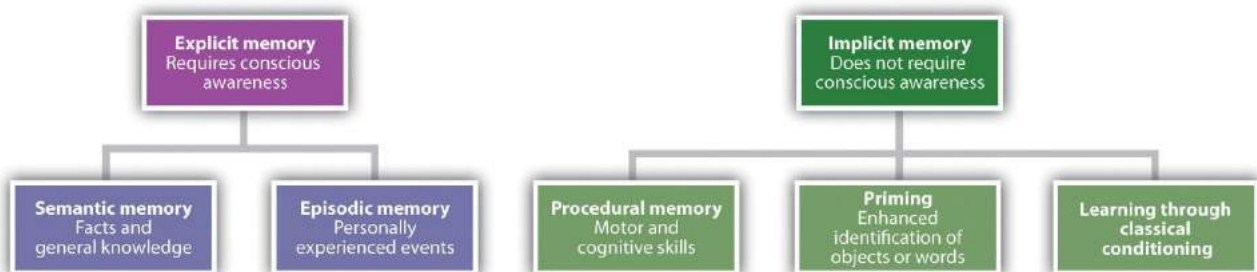 Explicit memory
Requires conscious
awareness
Implicit memory
Does not require
conscious awareness
Semantic memory
Facts and
general knowledge
Episodic memory
Personally
experienced events
Procedural memory
Motor and
cognitive skills
Priming
Enhanced
identification of
objects or words
Learning through
classical
conditioning